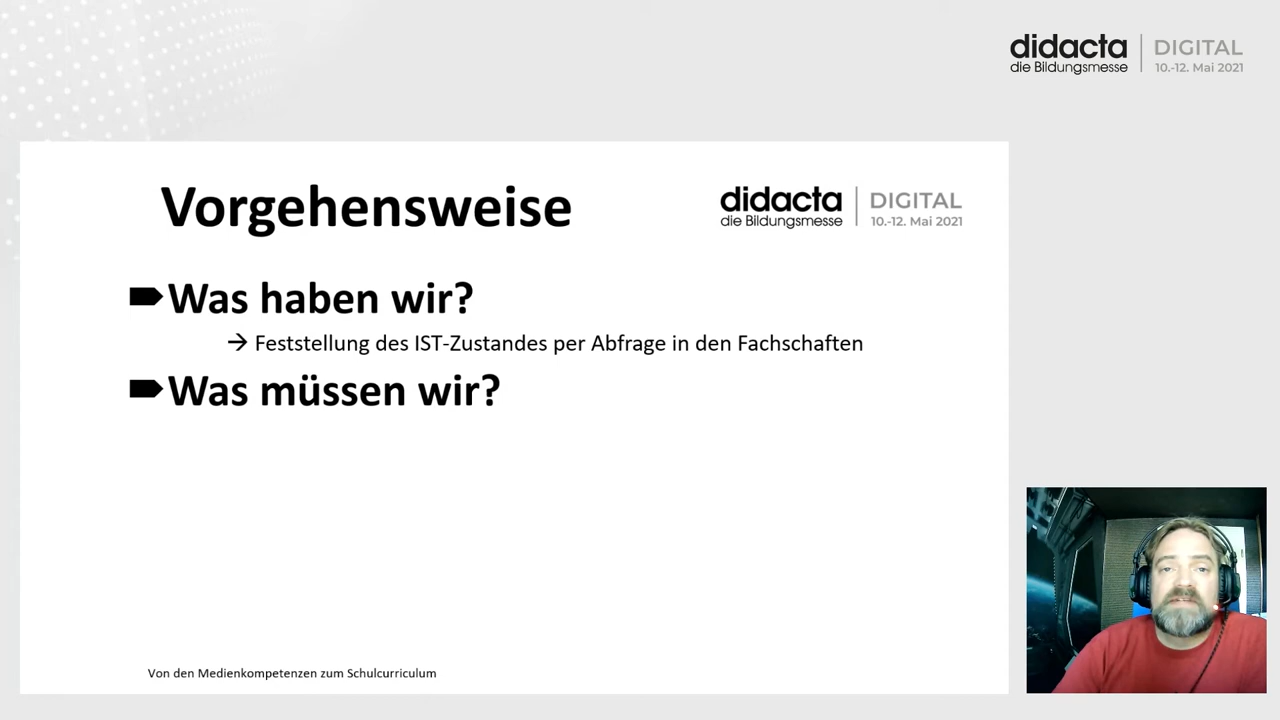 didacta DIGITAL
die Bildungsmesse 10.-12. Mai 2021
Vorgehensweise
didacta DIGITAL
die Bildungsmesse 10.-12. Mai 2021
Was haben wir?
→ Feststellung des IST-Zustandes per Abfrage in den Fachschaften
Was müssen wir?
Von den Medienkompetenzen zum Schulcurriculum